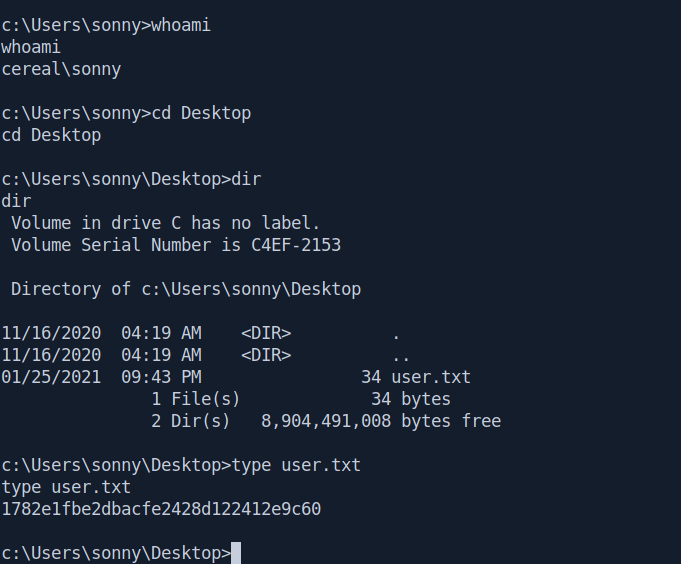 c:\Users\sonny>whoami
whoami
cereal\sonny
c:\Users\sonny>cd Desktop
cd Desktop
c:\Users\sonny\Desktop>dir
dir
 Volume in drive C has no label.
 Volume Serial Number is C4EF-2153
 Directory of c:\Users\sonny\Desktop
11/16/2020  04:19 AM    <DIR>          .
11/16/2020  04:19 AM    <DIR>          ..
01/25/2021  09:43 PM                34 user.txt
               1 File(s)             34 bytes
               2 Dir(s)   8,904,491,008 bytes free
c:\Users\sonny\Desktop>type user.txt
type user.txt
1782e1fbe2dbacfe2428d122412e9c60
c:\Users\sonny\Desktop>